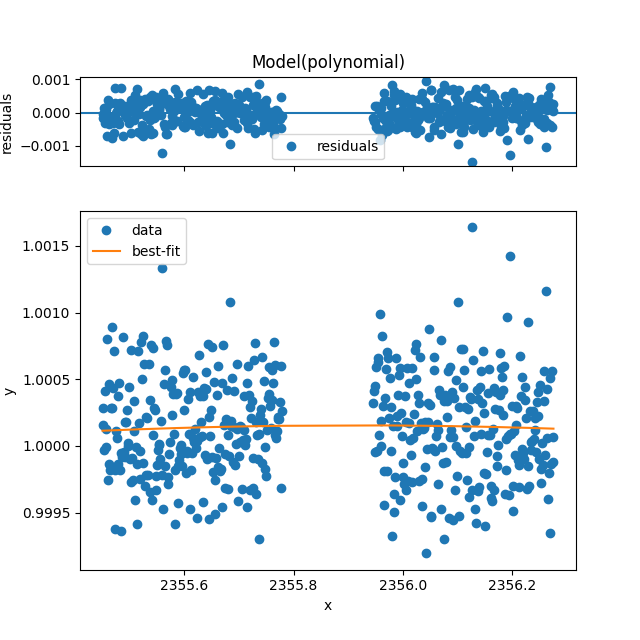 Model(polynomial)
0.001
0.000
−0.001
residuals
residuals
data
best-fit
1.0015
1.0010
1.0005
1.0000
0.9995
y
2355.6
2355.8
2356.0
2356.2
x